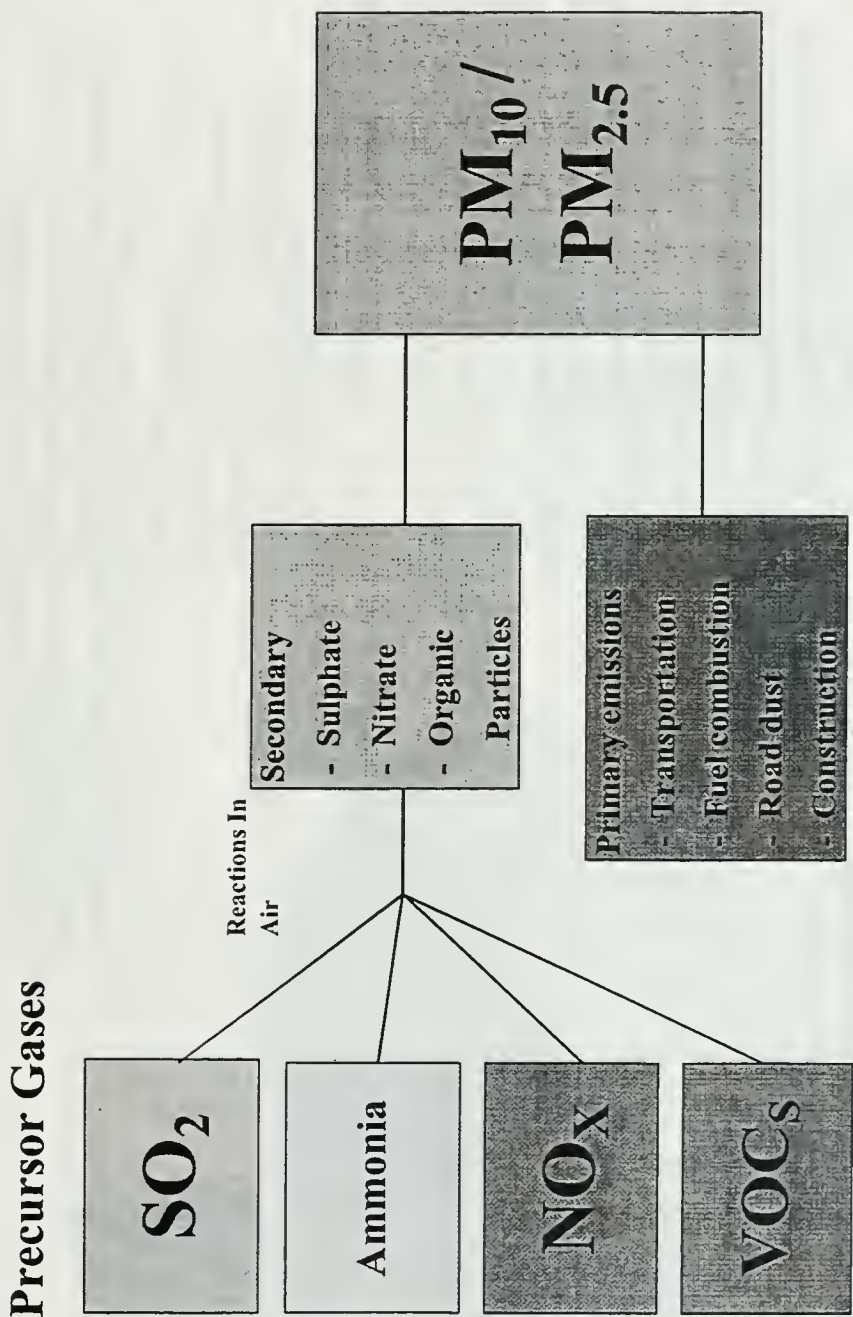 Precursor Gases
SO₂
Ammonia
NOₓ
VOCₛ
Reactions In
Air
Secondary
- Sulphate
- Nitrate
- Organic
Particles
Primary emissions
- Transportation
- Fuel combustion
- Road dust
- Construction
PM₁₀ /
PM₂.₅